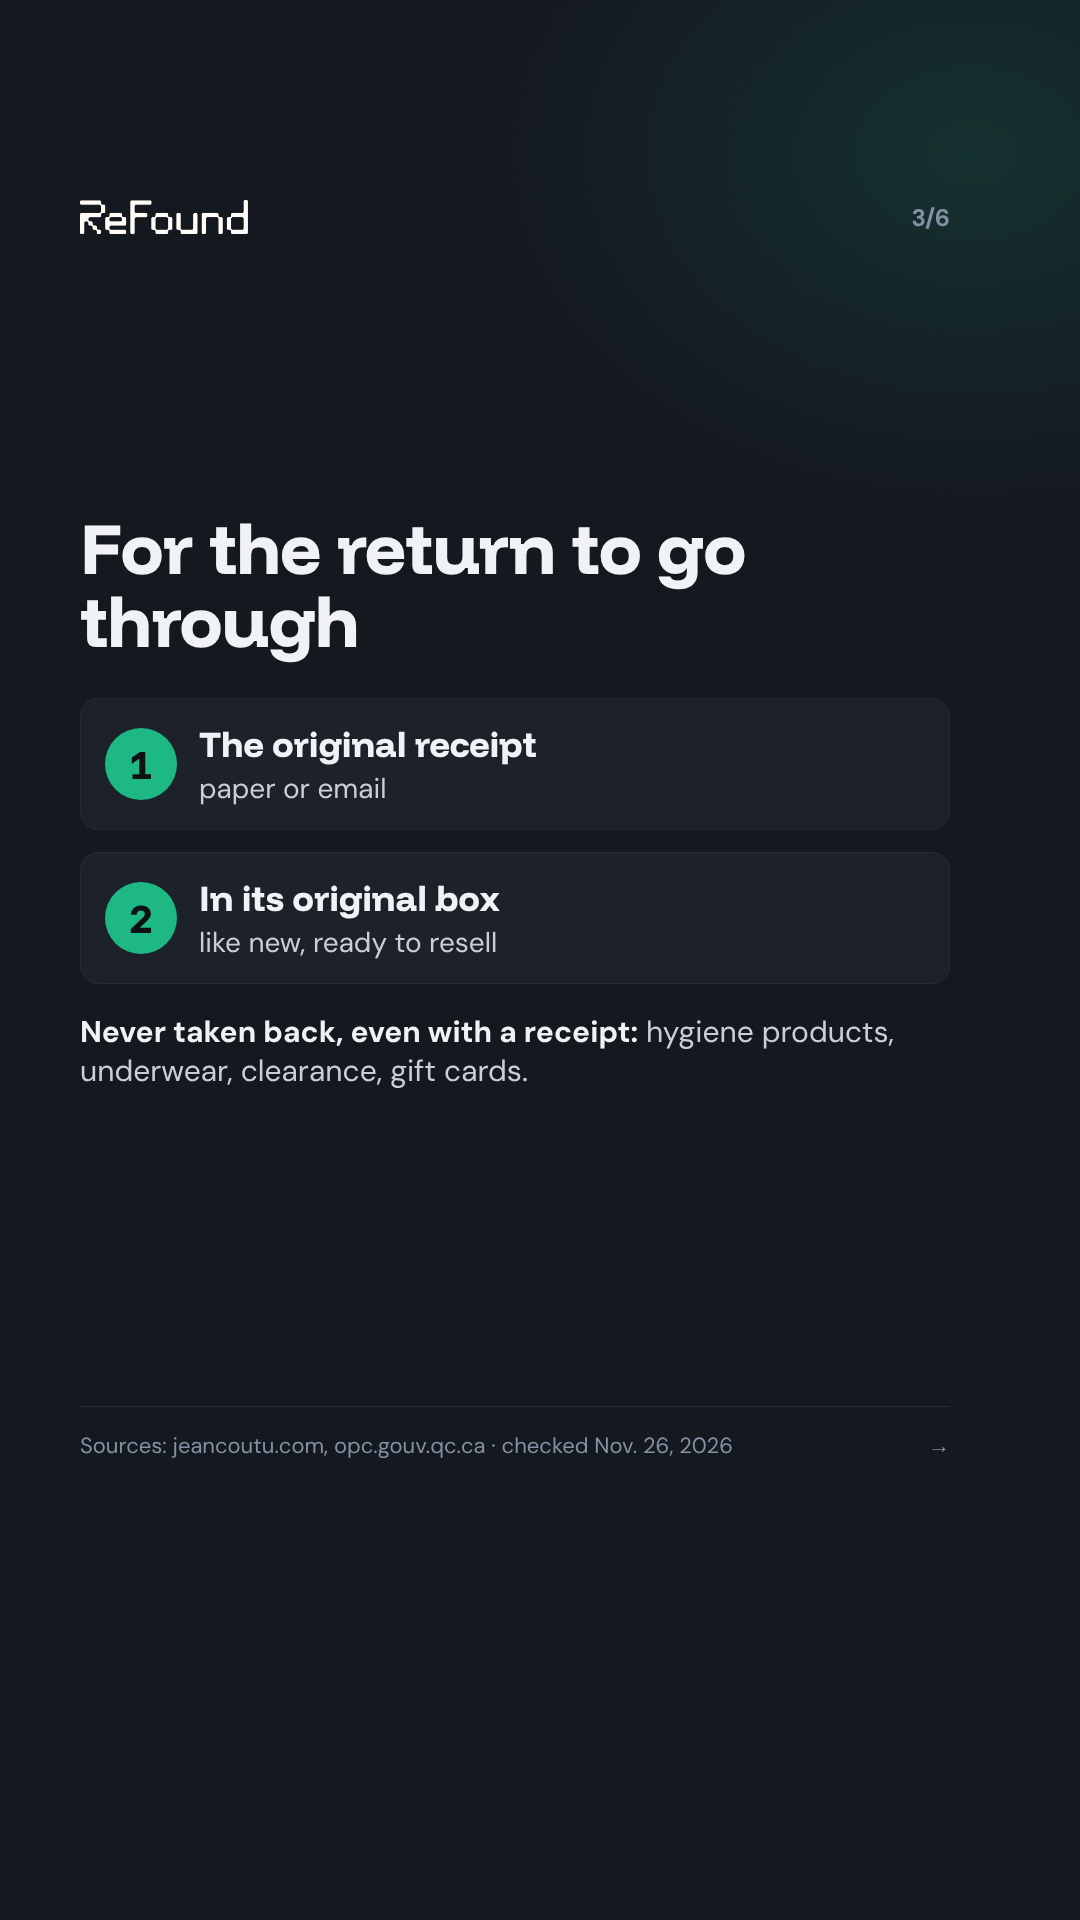 ReFound
3/6
For the return to go
through
1
The original receipt
paper or email
2
In its original box
like new, ready to resell
Never taken back, even with a receipt: hygiene products,
underwear, clearance, gift cards.
Sources: jeancoutu.com, opc.gouv.qc.ca · checked Nov. 26, 2026 →